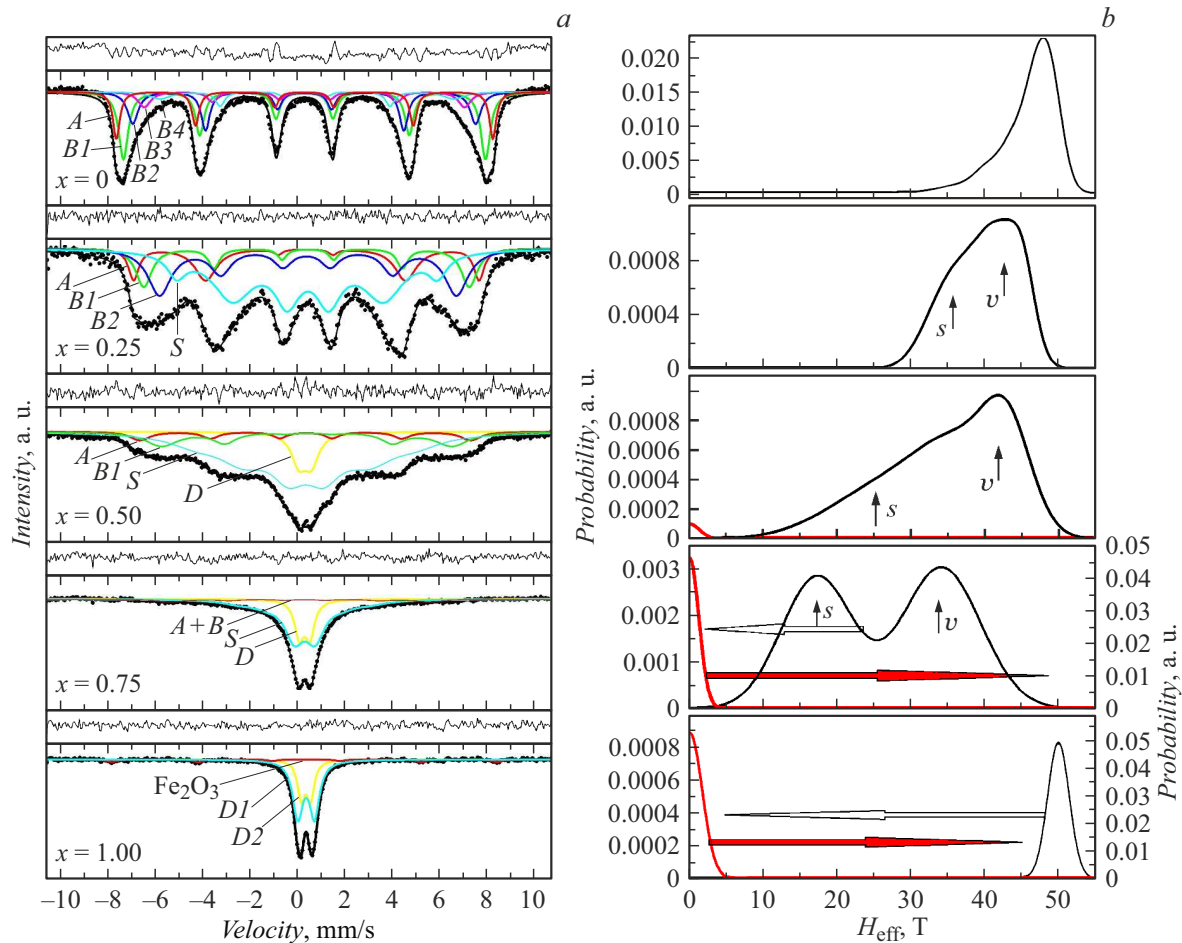 a
A
B1
B2
B3
B4
x = 0
A
B1
B2
S
x = 0.25
A
B1
S
D
x = 0.50
A+B
S
D
x = 0.75
Fe2O3
D1
D2
x = 1.00
Intensity, a. u.
–10 –8 –6 –4 –2 0 2 4 6 8 10
Velocity, mm/s
b
0.020
0.015
0.010
0.005
0
0.0008
0.0004
0
s
v
0.0008
0.0006
0.0004
0.0002
0
s
v
0.003
0.002
0.001
0
s
v
0.05
0.04
0.03
0.02
0.01
0
0.0008
0.0006
0.0004
0.0002
0
0.05
0.04
0.03
0.02
0.01
0
Probability, a. u.
Probability, a. u.
0 10 20 30 40 50
Heff, T